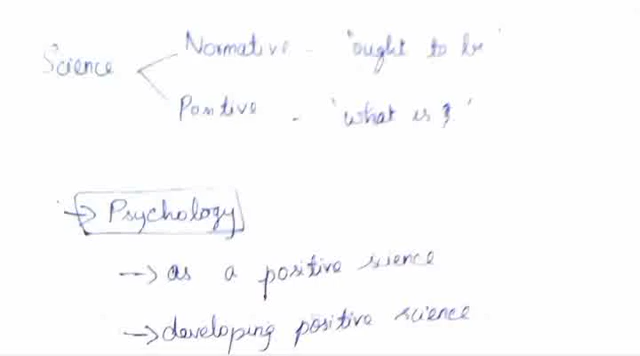 Science
Normative - "ought to be"
Positive - "what is ?"
→ Psychology
→ as a positive science
→ developing positive science